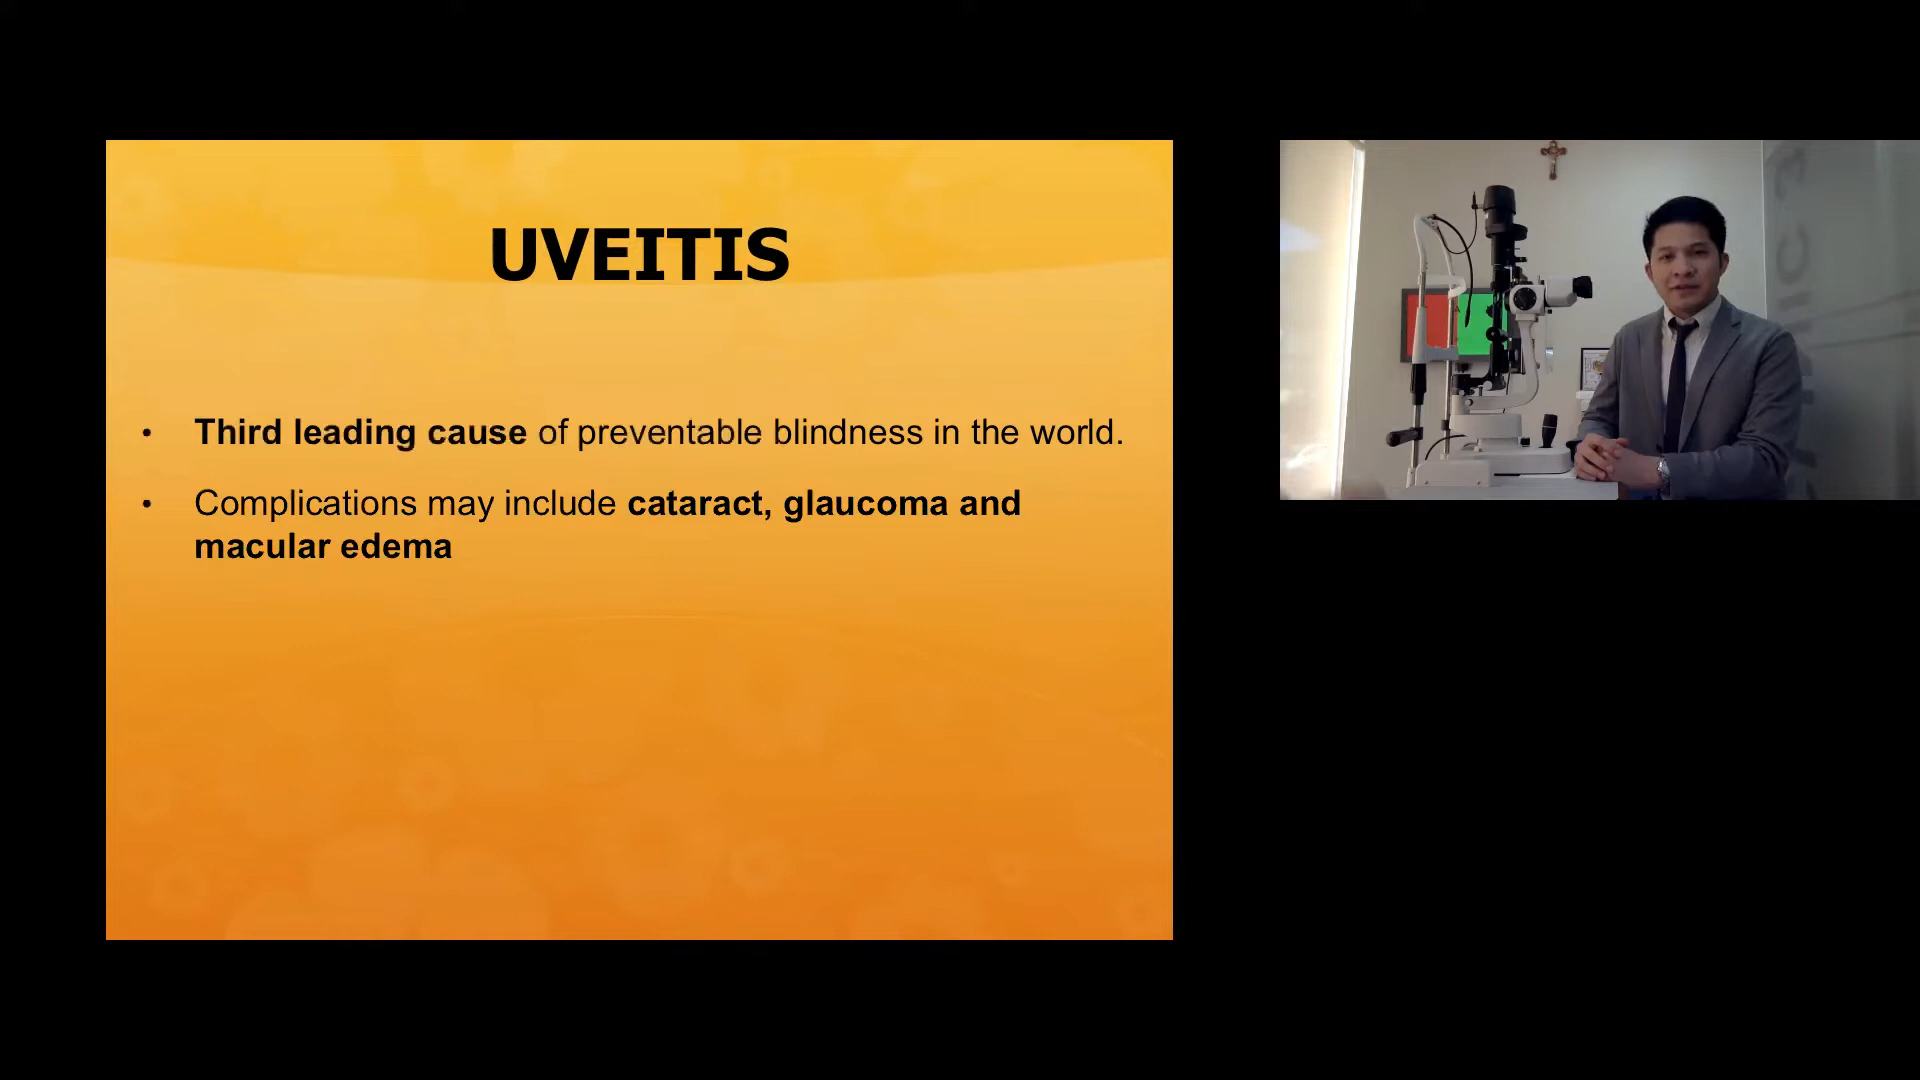 UVEITIS
• Third leading cause of preventable blindness in the world.
• Complications may include cataract, glaucoma and
macular edema